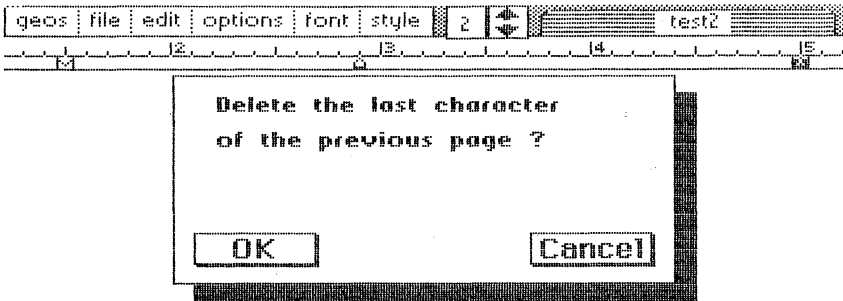 geos file edit options font style 2 test2
2 3 4 5
Delete the last character
of the previous page ?
OK Cancel